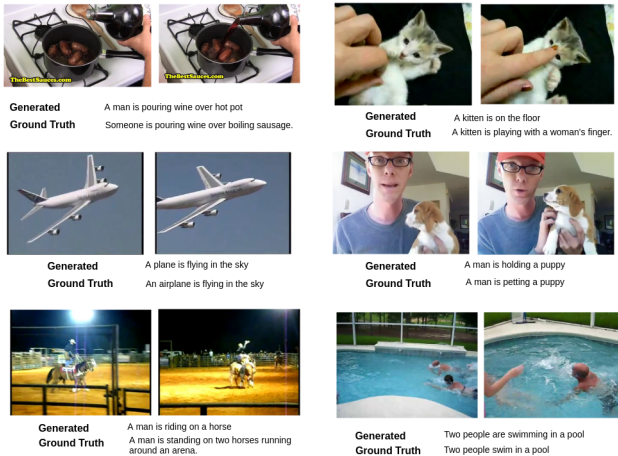 TheBestSauces.com
TheBestSauces.com
Generated A man is pouring wine over hot pot
Ground Truth Someone is pouring wine over boiling sausage.
Generated A kitten is on the floor
Ground Truth A kitten is playing with a woman's finger.
Generated A plane is flying in the sky
Ground Truth An airplane is flying in the sky
Generated A man is holding a puppy
Ground Truth A man is petting a puppy
Generated A man is riding on a horse
Ground Truth A man is standing on two horses running
around an arena.
Generated Two people are swimming in a pool
Ground Truth Two people swim in a pool